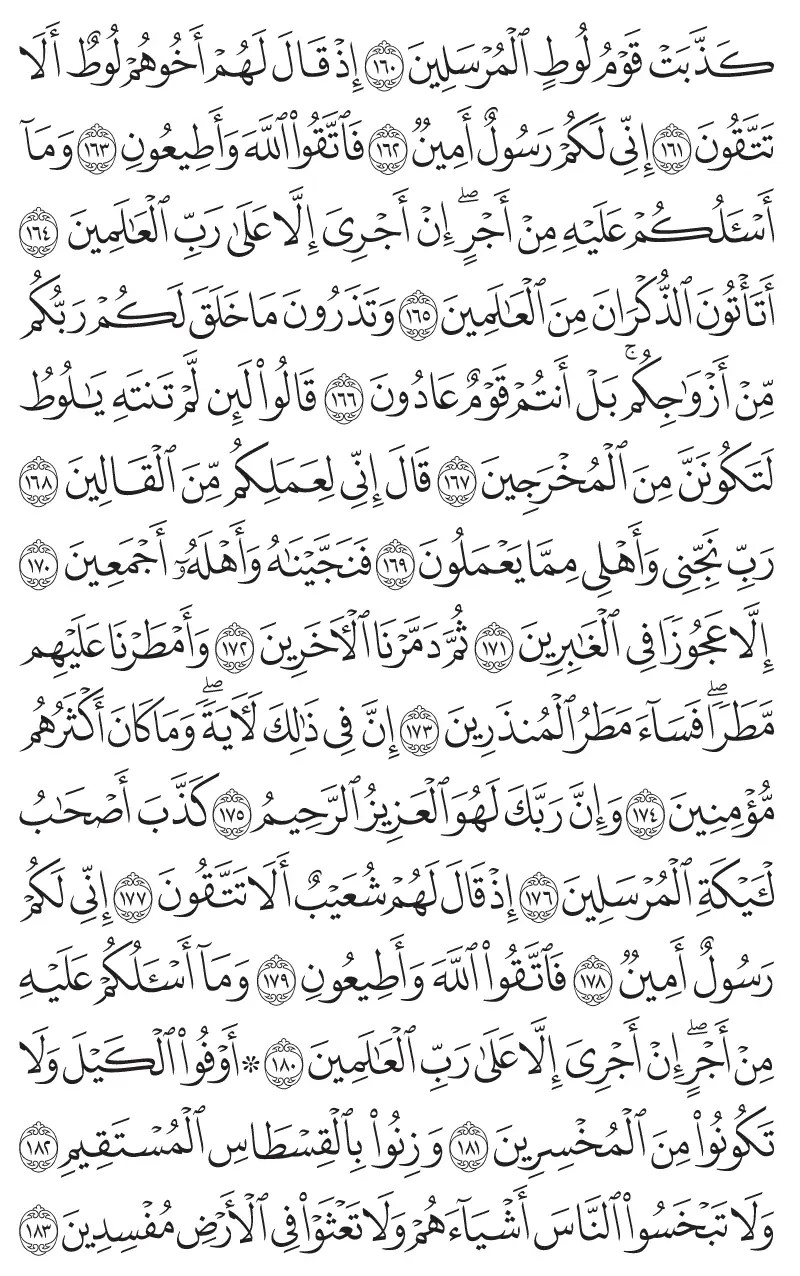 كَذَّبَتْ قَوْمُ لُوطٍ ٱلْمُرْسَلِينَ ١٦٠ إِذْ قَالَ لَهُمْ أَخُوهُمْ لُوطٌ أَلَا
تَتَّقُونَ ١٦١ إِنِّى لَكُمْ رَسُولٌ أَمِينٌ ١٦٢ فَٱتَّقُوا۟ ٱللَّهَ وَأَطِيعُونِ ١٦٣ وَمَآ
أَسْـَٔلُكُمْ عَلَيْهِ مِنْ أَجْرٍ ۖ إِنْ أَجْرِىَ إِلَّا عَلَىٰ رَبِّ ٱلْعَـٰلَمِينَ ١٦٤
أَتَأْتُونَ ٱلذُّكْرَانَ مِنَ ٱلْعَـٰلَمِينَ ١٦٥ وَتَذَرُونَ مَا خَلَقَ لَكُمْ رَبُّكُم
مِّنْ أَزْوَٰجِكُم ۚ بَلْ أَنتُمْ قَوْمٌ عَادُونَ ١٦٦ قَالُوا۟ لَئِن لَّمْ تَنتَهِ يَـٰلُوطُ
لَتَكُونَنَّ مِنَ ٱلْمُخْرَجِينَ ١٦٧ قَالَ إِنِّى لِعَمَلِكُم مِّنَ ٱلْقَالِينَ ١٦٨
رَبِّ نَجِّنِى وَأَهْلِى مِمَّا يَعْمَلُونَ ١٦٩ فَنَجَّيْنَـٰهُ وَأَهْلَهُۥٓ أَجْمَعِينَ ١٧٠
إِلَّا عَجُوزًا فِى ٱلْغَـٰبِرِينَ ١٧١ ثُمَّ دَمَّرْنَا ٱلْـَٔاخَرِينَ ١٧٢ وَأَمْطَرْنَا عَلَيْهِم
مَّطَرًا ۖ فَسَآءَ مَطَرُ ٱلْمُنذَرِينَ ١٧٣ إِنَّ فِى ذَٰلِكَ لَـَٔايَةً ۖ وَمَا كَانَ أَكْثَرُهُم
مُّؤْمِنِينَ ١٧٤ وَإِنَّ رَبَّكَ لَهُوَ ٱلْعَزِيزُ ٱلرَّحِيمُ ١٧٥ كَذَّبَ أَصْحَـٰبُ
لْـَٔيْكَةِ ٱلْمُرْسَلِينَ ١٧٦ إِذْ قَالَ لَهُمْ شُعَيْبٌ أَلَا تَتَّقُونَ ١٧٧ إِنِّى لَكُمْ
رَسُولٌ أَمِينٌ ١٧٨ فَٱتَّقُوا۟ ٱللَّهَ وَأَطِيعُونِ ١٧٩ وَمَآ أَسْـَٔلُكُمْ عَلَيْهِ
مِنْ أَجْرٍ ۖ إِنْ أَجْرِىَ إِلَّا عَلَىٰ رَبِّ ٱلْعَـٰلَمِينَ ١٨٠ * أَوْفُوا۟ ٱلْكَيْلَ وَلَا
تَكُونُوا۟ مِنَ ٱلْمُخْسِرِينَ ١٨١ وَزِنُوا۟ بِٱلْقِسْطَاسِ ٱلْمُسْتَقِيمِ ١٨٢
وَلَا تَبْخَسُوا۟ ٱلنَّاسَ أَشْيَآءَهُمْ وَلَا تَعْثَوْا۟ فِى ٱلْأَرْضِ مُفْسِدِينَ ١٨٣